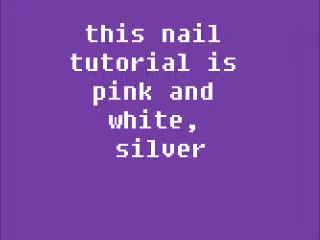 this nail
tutorial is
pink and
white,
silver